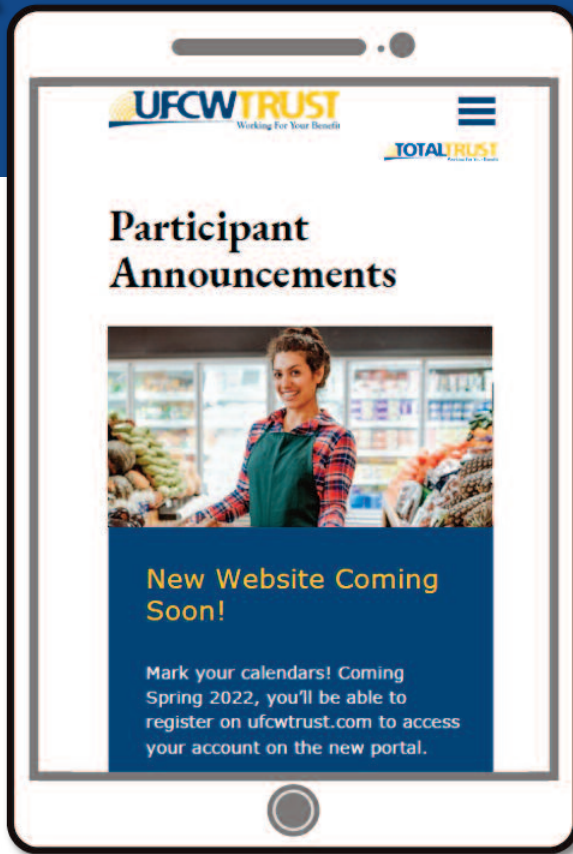 UFCWTRUST
Working For Your Benefit
TOTALTRUST
Participant
Announcements
New Website Coming
Soon!
Mark your calendars! Coming
Spring 2022, you'll be able to
register on ufcwtrust.com to access
your account on the new portal.